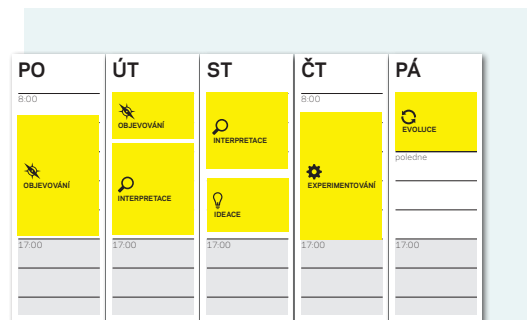 PO
8:00
OBJEVOVÁNÍ
17:00
ÚT
OBJEVOVÁNÍ
INTERPRETACE
17:00
ST
INTERPRETACE
IDEACE
17:00
ČT
8:00
EXPERIMENTOVÁNÍ
17:00
PÁ
EVOLUCE
poledne
17:00